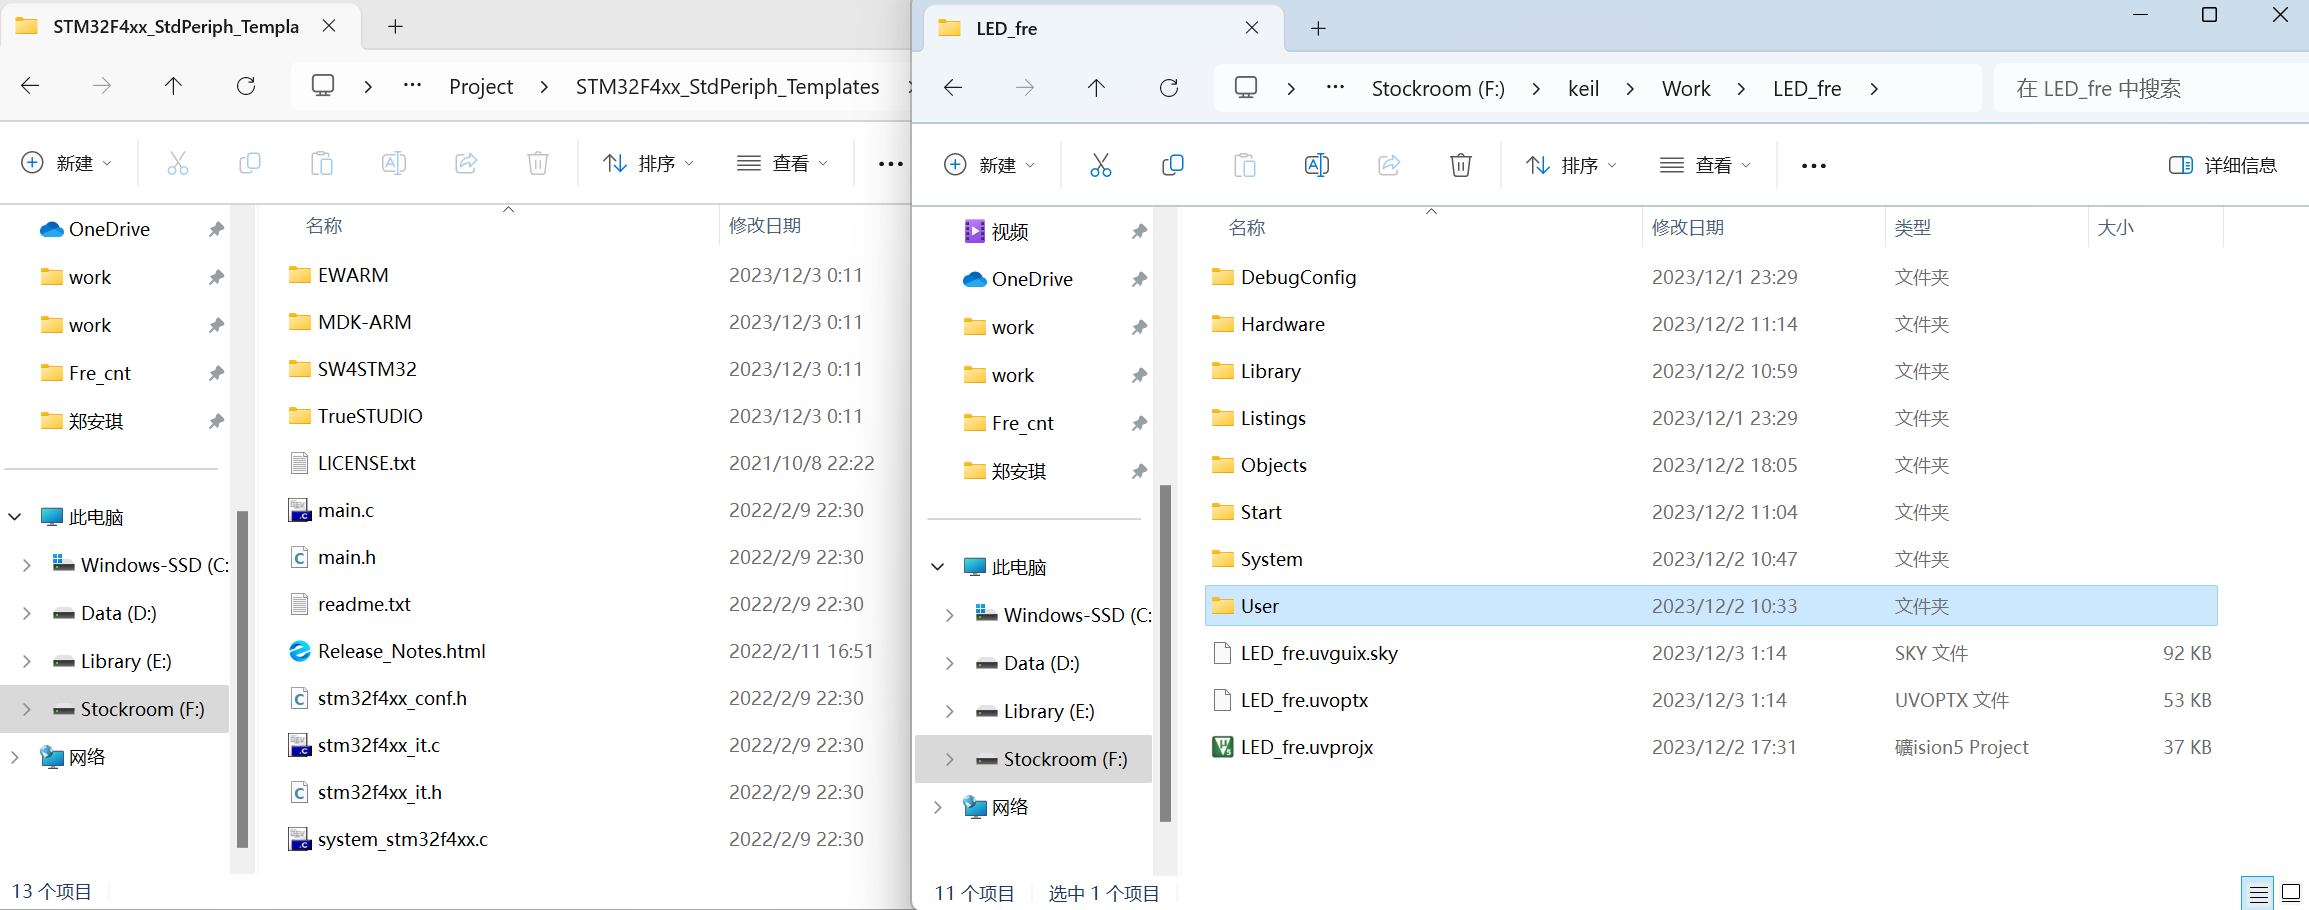 STM32F4xx_StdPeriph_Templa
Project
STM32F4xx_StdPeriph_Templates
新建
排序
查看
OneDrive
work
work
Fre_cnt
郑安琪
此电脑
Windows-SSD (C:
Data (D:)
Library (E:)
Stockroom (F:)
网络
名称 修改日期
EWARM 2023/12/3 0:11
MDK-ARM 2023/12/3 0:11
SW4STM32 2023/12/3 0:11
TrueSTUDIO 2023/12/3 0:11
LICENSE.txt 2021/10/8 22:22
main.c 2022/2/9 22:30
main.h 2022/2/9 22:30
readme.txt 2022/2/9 22:30
Release_Notes.html 2022/2/11 16:51
stm32f4xx_conf.h 2022/2/9 22:30
stm32f4xx_it.c 2022/2/9 22:30
stm32f4xx_it.h 2022/2/9 22:30
system_stm32f4xx.c 2022/2/9 22:30
13 个项目
LED_fre
Stockroom (F:) keil Work LED_fre
在 LED_fre 中搜索
新建
排序
查看
详细信息
视频
OneDrive
work
work
Fre_cnt
郑安琪
此电脑
Windows-SSD (C:
Data (D:)
Library (E:)
Stockroom (F:)
网络
名称 修改日期 类型 大小
DebugConfig 2023/12/1 23:29 文件夹
Hardware 2023/12/2 11:14 文件夹
Library 2023/12/2 10:59 文件夹
Listings 2023/12/1 23:29 文件夹
Objects 2023/12/2 18:05 文件夹
Start 2023/12/2 11:04 文件夹
System 2023/12/2 10:47 文件夹
User 2023/12/2 10:33 文件夹
LED_fre.uvguix.sky 2023/12/3 1:14 SKY 文件 92 KB
LED_fre.uvoptx 2023/12/3 1:14 UVOPTX 文件 53 KB
LED_fre.uvprojx 2023/12/2 17:31 礦ision5 Project 37 KB
11 个项目 选中 1 个项目